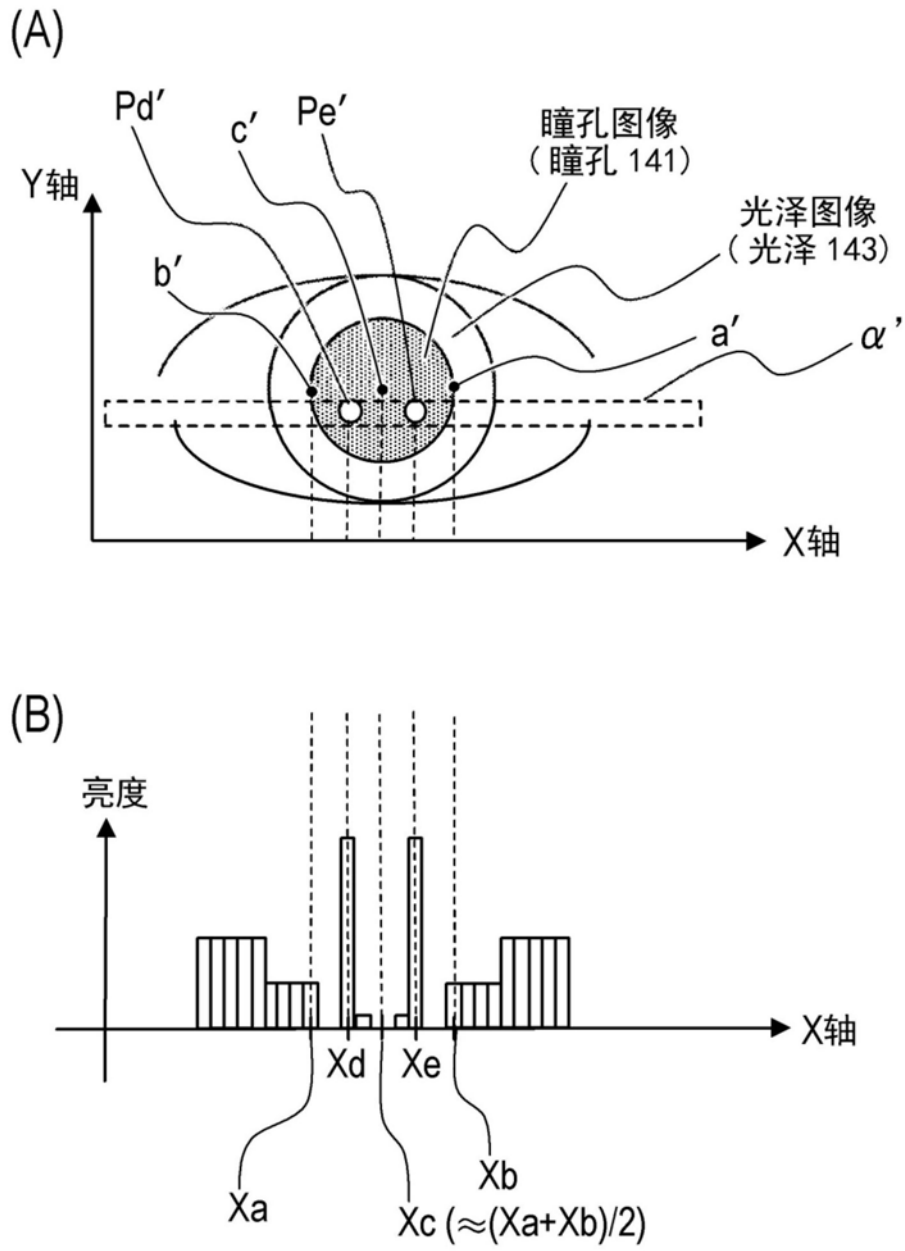 (A)
Pd′
c′
Pe′
瞳孔图像
(瞳孔 141)
Y轴
光泽图像
(光泽 143)
b′
a′
α’
X轴
(B)
亮度
X轴
Xd
Xe
Xa
Xb
Xc (≈(Xa+Xb)/2)